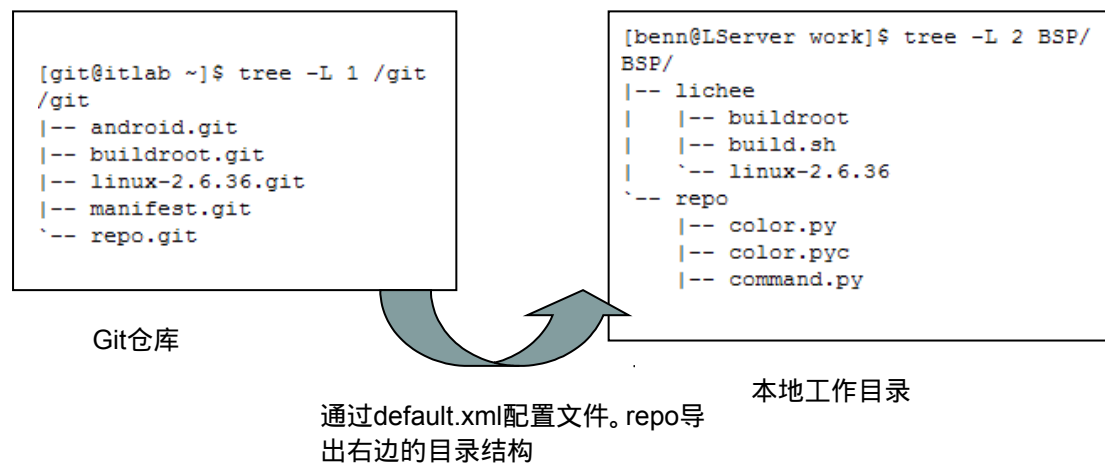 [git@itlab ~]$ tree -L 1 /git
/git
|-- android.git
|-- buildroot.git
|-- linux-2.6.36.git
|-- manifest.git
`-- repo.git
Git仓库
[benn@LServer work]$ tree -L 2 BSP/
BSP/
|-- lichee
|   |-- buildroot
|   |-- build.sh
|   `-- linux-2.6.36
`-- repo
    |-- color.py
    |-- color.pyc
    |-- command.py
本地工作目录
通过default.xml配置文件。repo导
出右边的目录结构